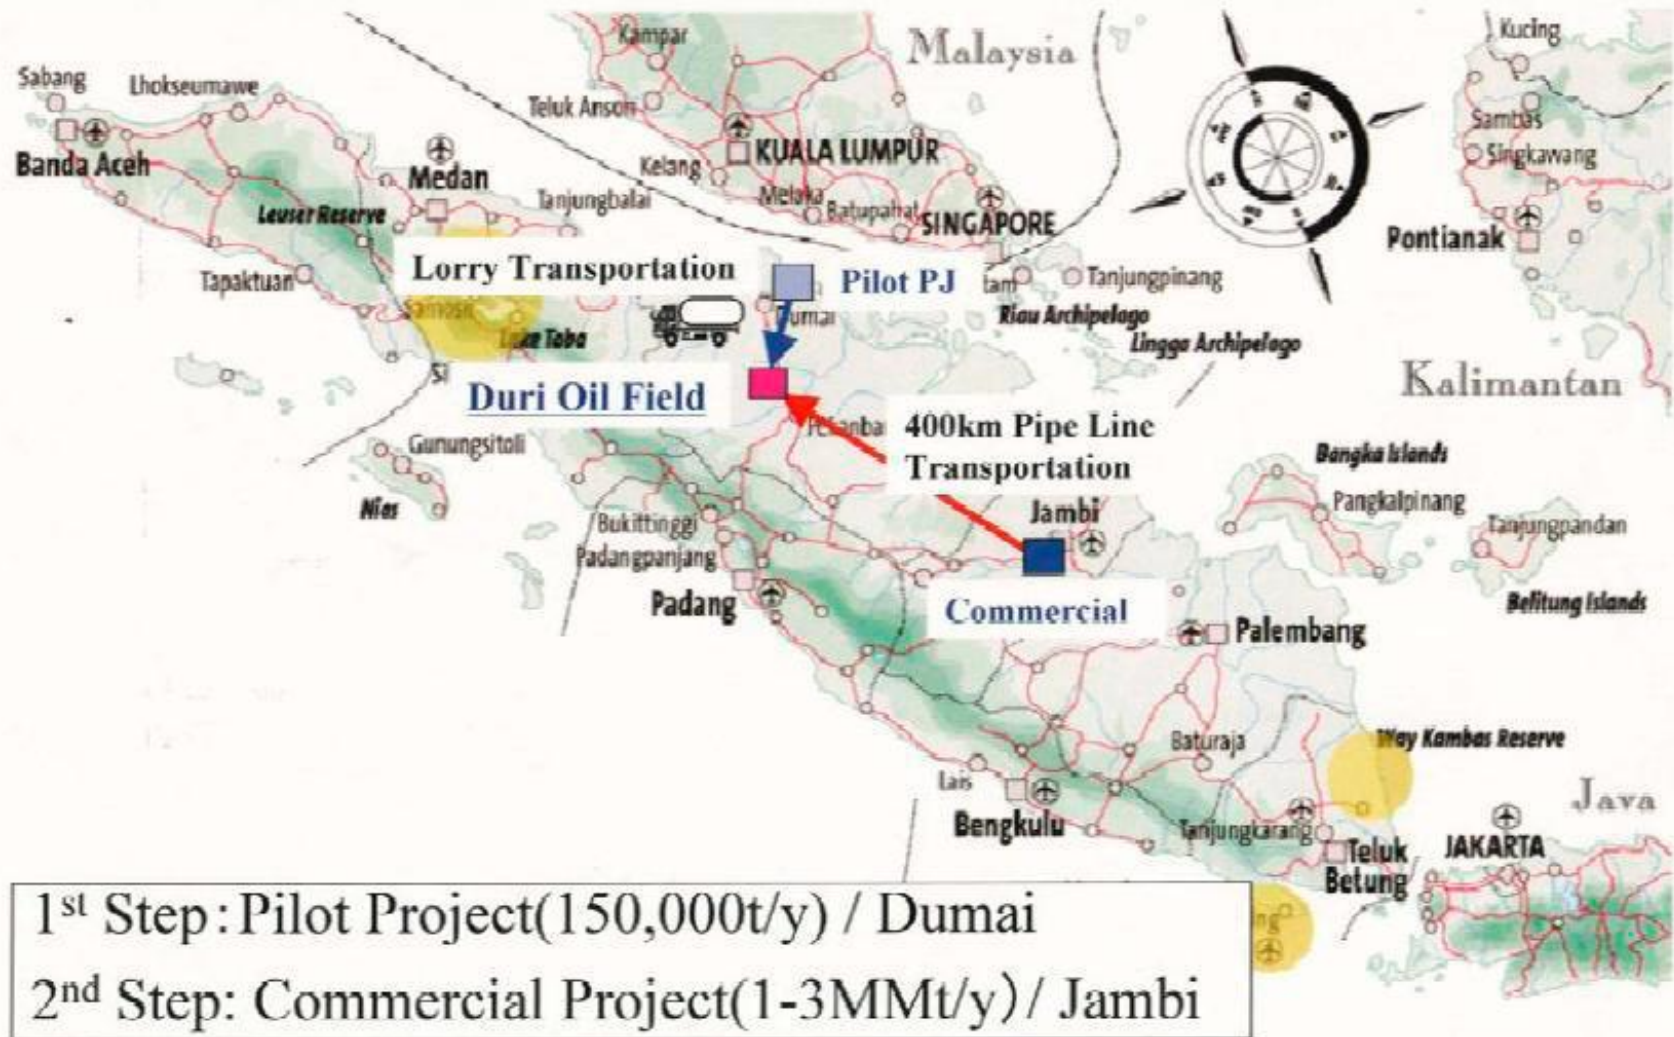 Kampar
Malaysia
Kucing
Sabang
Lhokseumawe
Teluk Anson
Sambas
Singkawang
Banda Aceh
Medan
Kelang
KUALA LUMPUR
Leuser Reserve
Tanjungbalai
Melaka
Batupahat
SINGAPORE
Pontianak
Tapaktuan
Lorry Transportation
Pilot PJ
Tanjungpinang
Dumai
Riau Archipelago
Lingga Archipelago
Lake Toba
Kalimantan
Duri Oil Field
400km Pipe Line
Transportation
Gunungsitoli
Nias
Bangka Islands
Pangkalpinang
Tanjungpandan
Jambi
Bukittinggi
Padangpanjang
Padang
Commercial
Belitung Islands
Palembang
Way Kambas Reserve
Baturaja
Lais
Bengkulu
Java
Tanjungkarang
Teluk
Betung
JAKARTA
1st Step: Pilot Project(150,000t/y) / Dumai
2nd Step: Commercial Project(1-3MMt/y) / Jambi